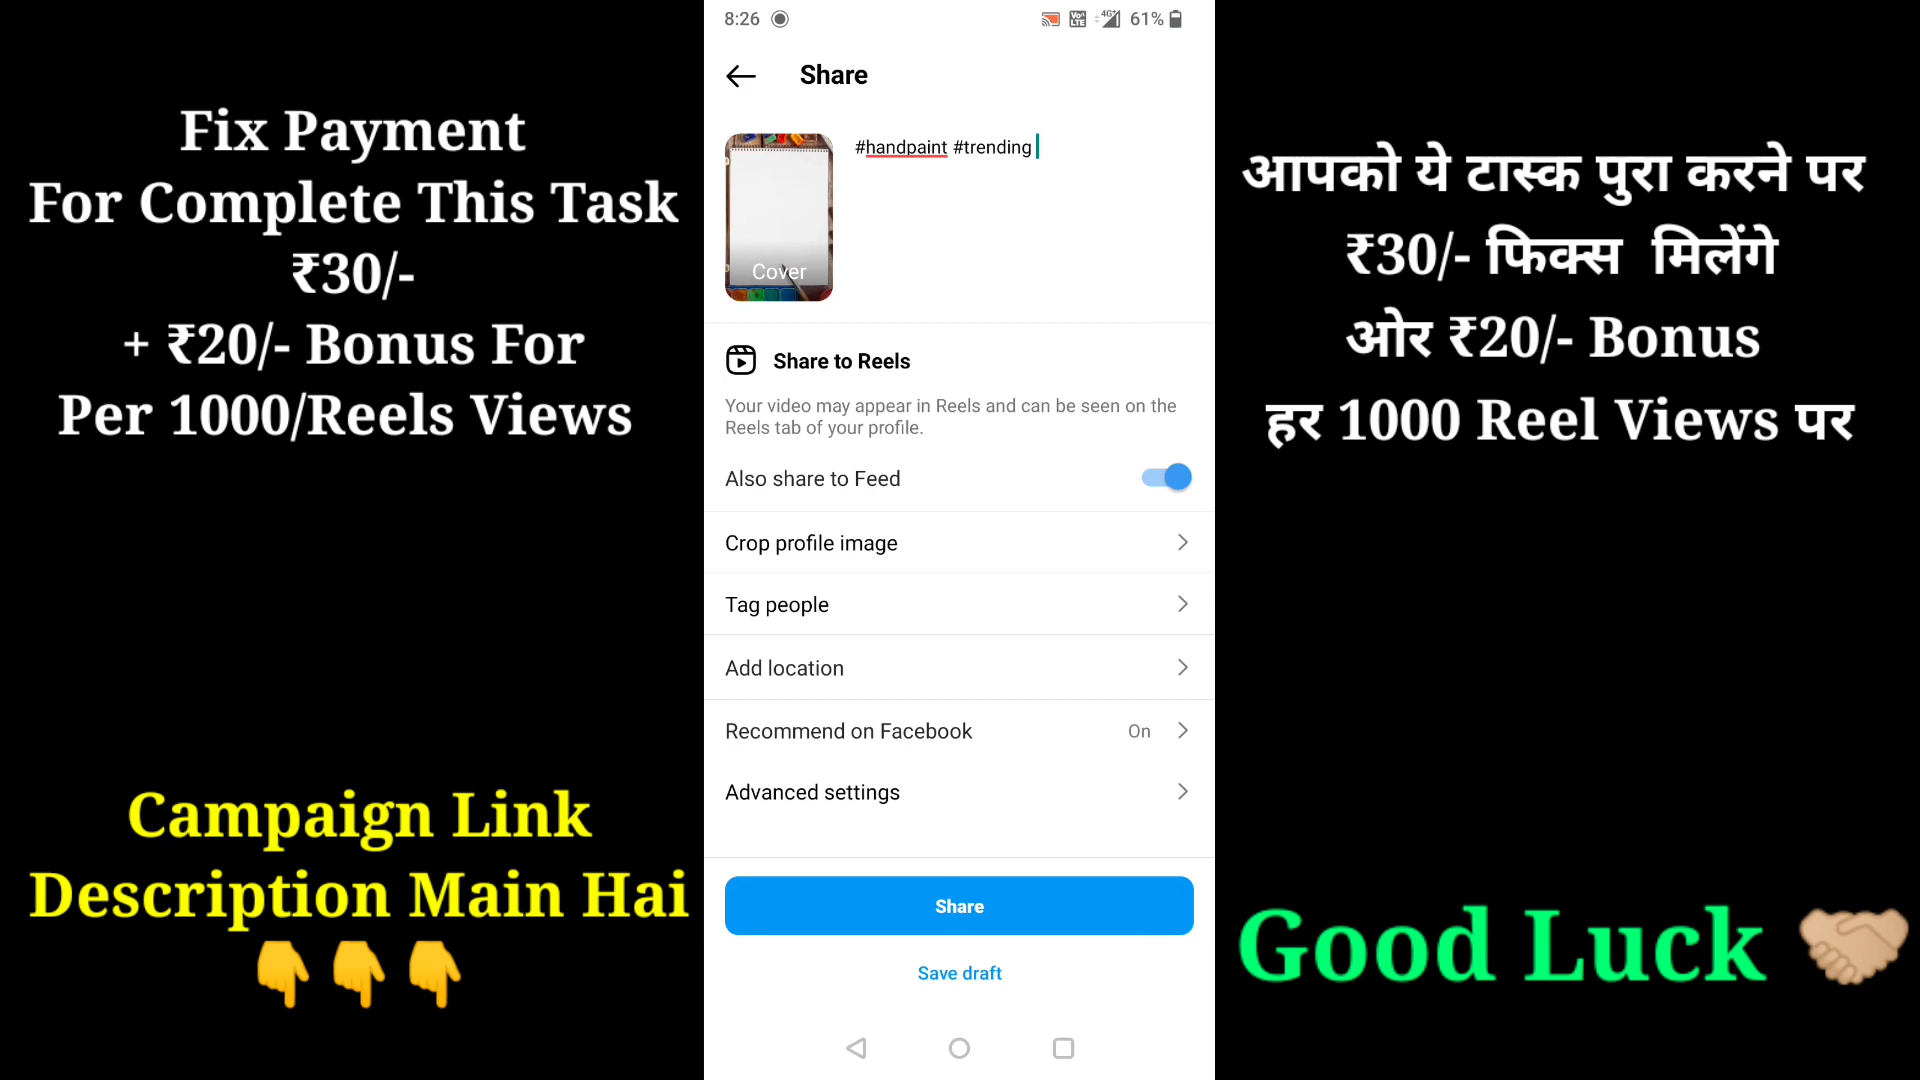 Fix Payment
For Complete This Task
₹30/-
+ ₹20/- Bonus For
Per 1000/Reels Views
Campaign Link
Description Main Hai
8:26
Vo))
LTE
4G+
61%
Share
#handpaint #trending
Cover
Share to Reels
Your video may appear in Reels and can be seen on the
Reels tab of your profile.
Also share to Feed
Crop profile image
Tag people
Add location
Recommend on Facebook On
Advanced settings
Share
Save draft
आपको ये टास्क पुरा करने पर
₹30/- फिक्स मिलेंगे
ओर ₹20/- Bonus
हर 1000 Reel Views पर
Good Luck